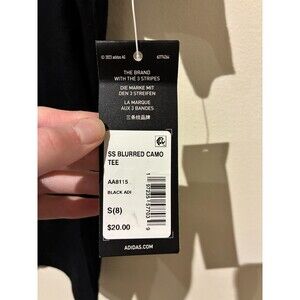 © 2023 adidas AG
THE BRAND
WITH THE 3 STRIPES
DIE MARKE MIT
DEN 3 STREIFEN
LA MARQUE
AUX 3 BANDES
三条纹品牌
SS BLURRED CAMO
TEE
AA8115
BLACK ADI
S(8)
$20.00
ADIDAS.COM